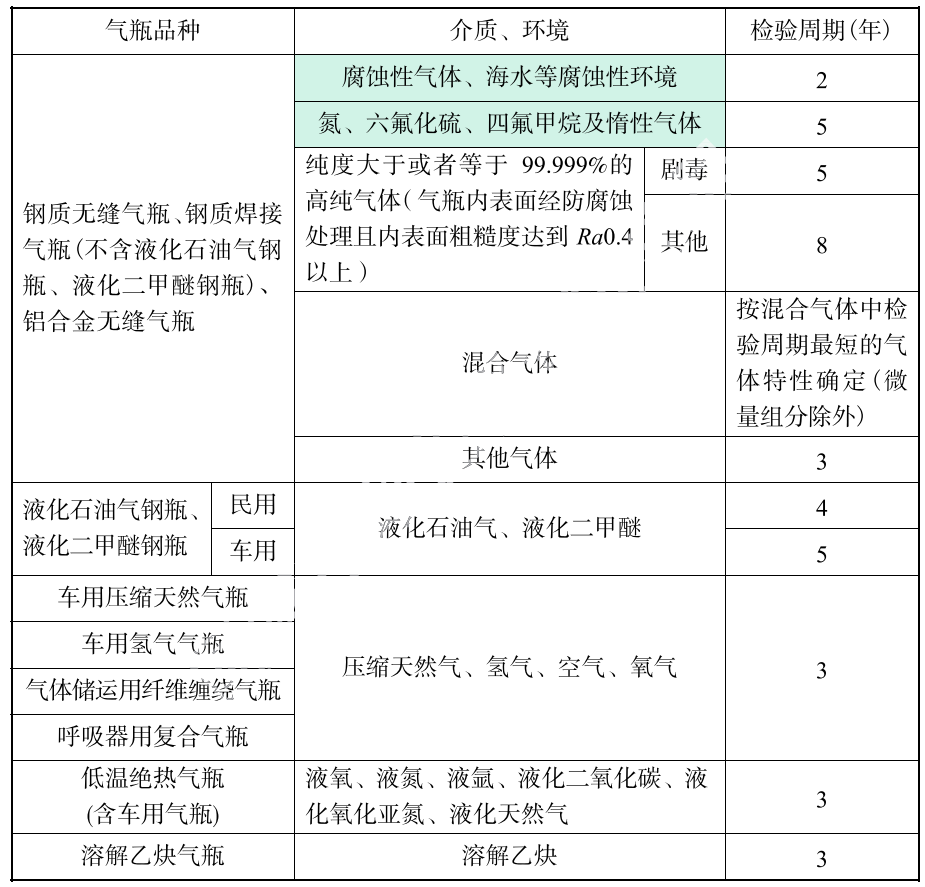 气瓶品种
介质、环境
检验周期(年)
钢质无缝气瓶、钢质焊接
气瓶(不含液化石油气钢
瓶、液化二甲醚钢瓶)、
铝合金无缝气瓶
腐蚀性气体、海水等腐蚀性环境
2
氮、六氟化硫、四氟甲烷及惰性气体
5
纯度大于或者等于 99.999%的
高纯气体(气瓶内表面经防腐蚀
处理且内表面粗糙度达到 Ra0.4
以上)
剧毒
5
其他
8
混合气体
按混合气体中检
验周期最短的气
体特性确定(微
量组分除外)
其他气体
3
液化石油气钢瓶、
液化二甲醚钢瓶
民用
车用
液化石油气、液化二甲醚
4
5
车用压缩天然气瓶
车用氢气气瓶
气体储运用纤维缠绕气瓶
呼吸器用复合气瓶
压缩天然气、氢气、空气、氧气
3
低温绝热气瓶
(含车用气瓶)
液氧、液氮、液氩、液化二氧化碳、液
化氧化亚氮、液化天然气
3
溶解乙炔气瓶
溶解乙炔
3